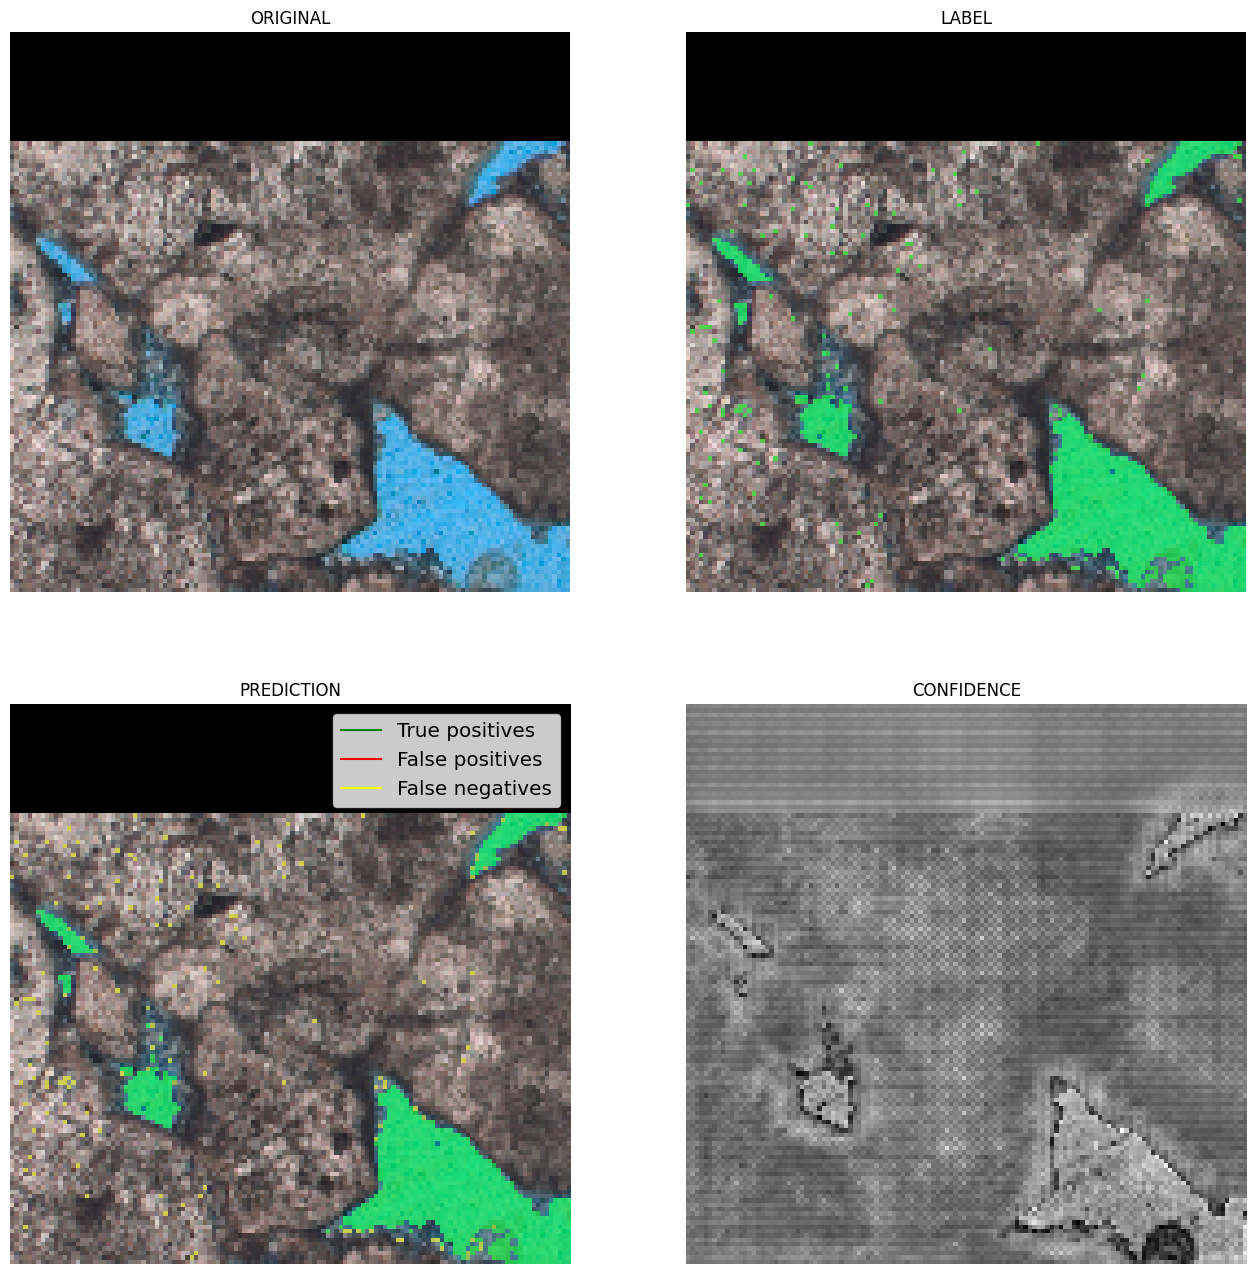 ORIGINAL
LABEL
PREDICTION
True positives
False positives
False negatives
CONFIDENCE